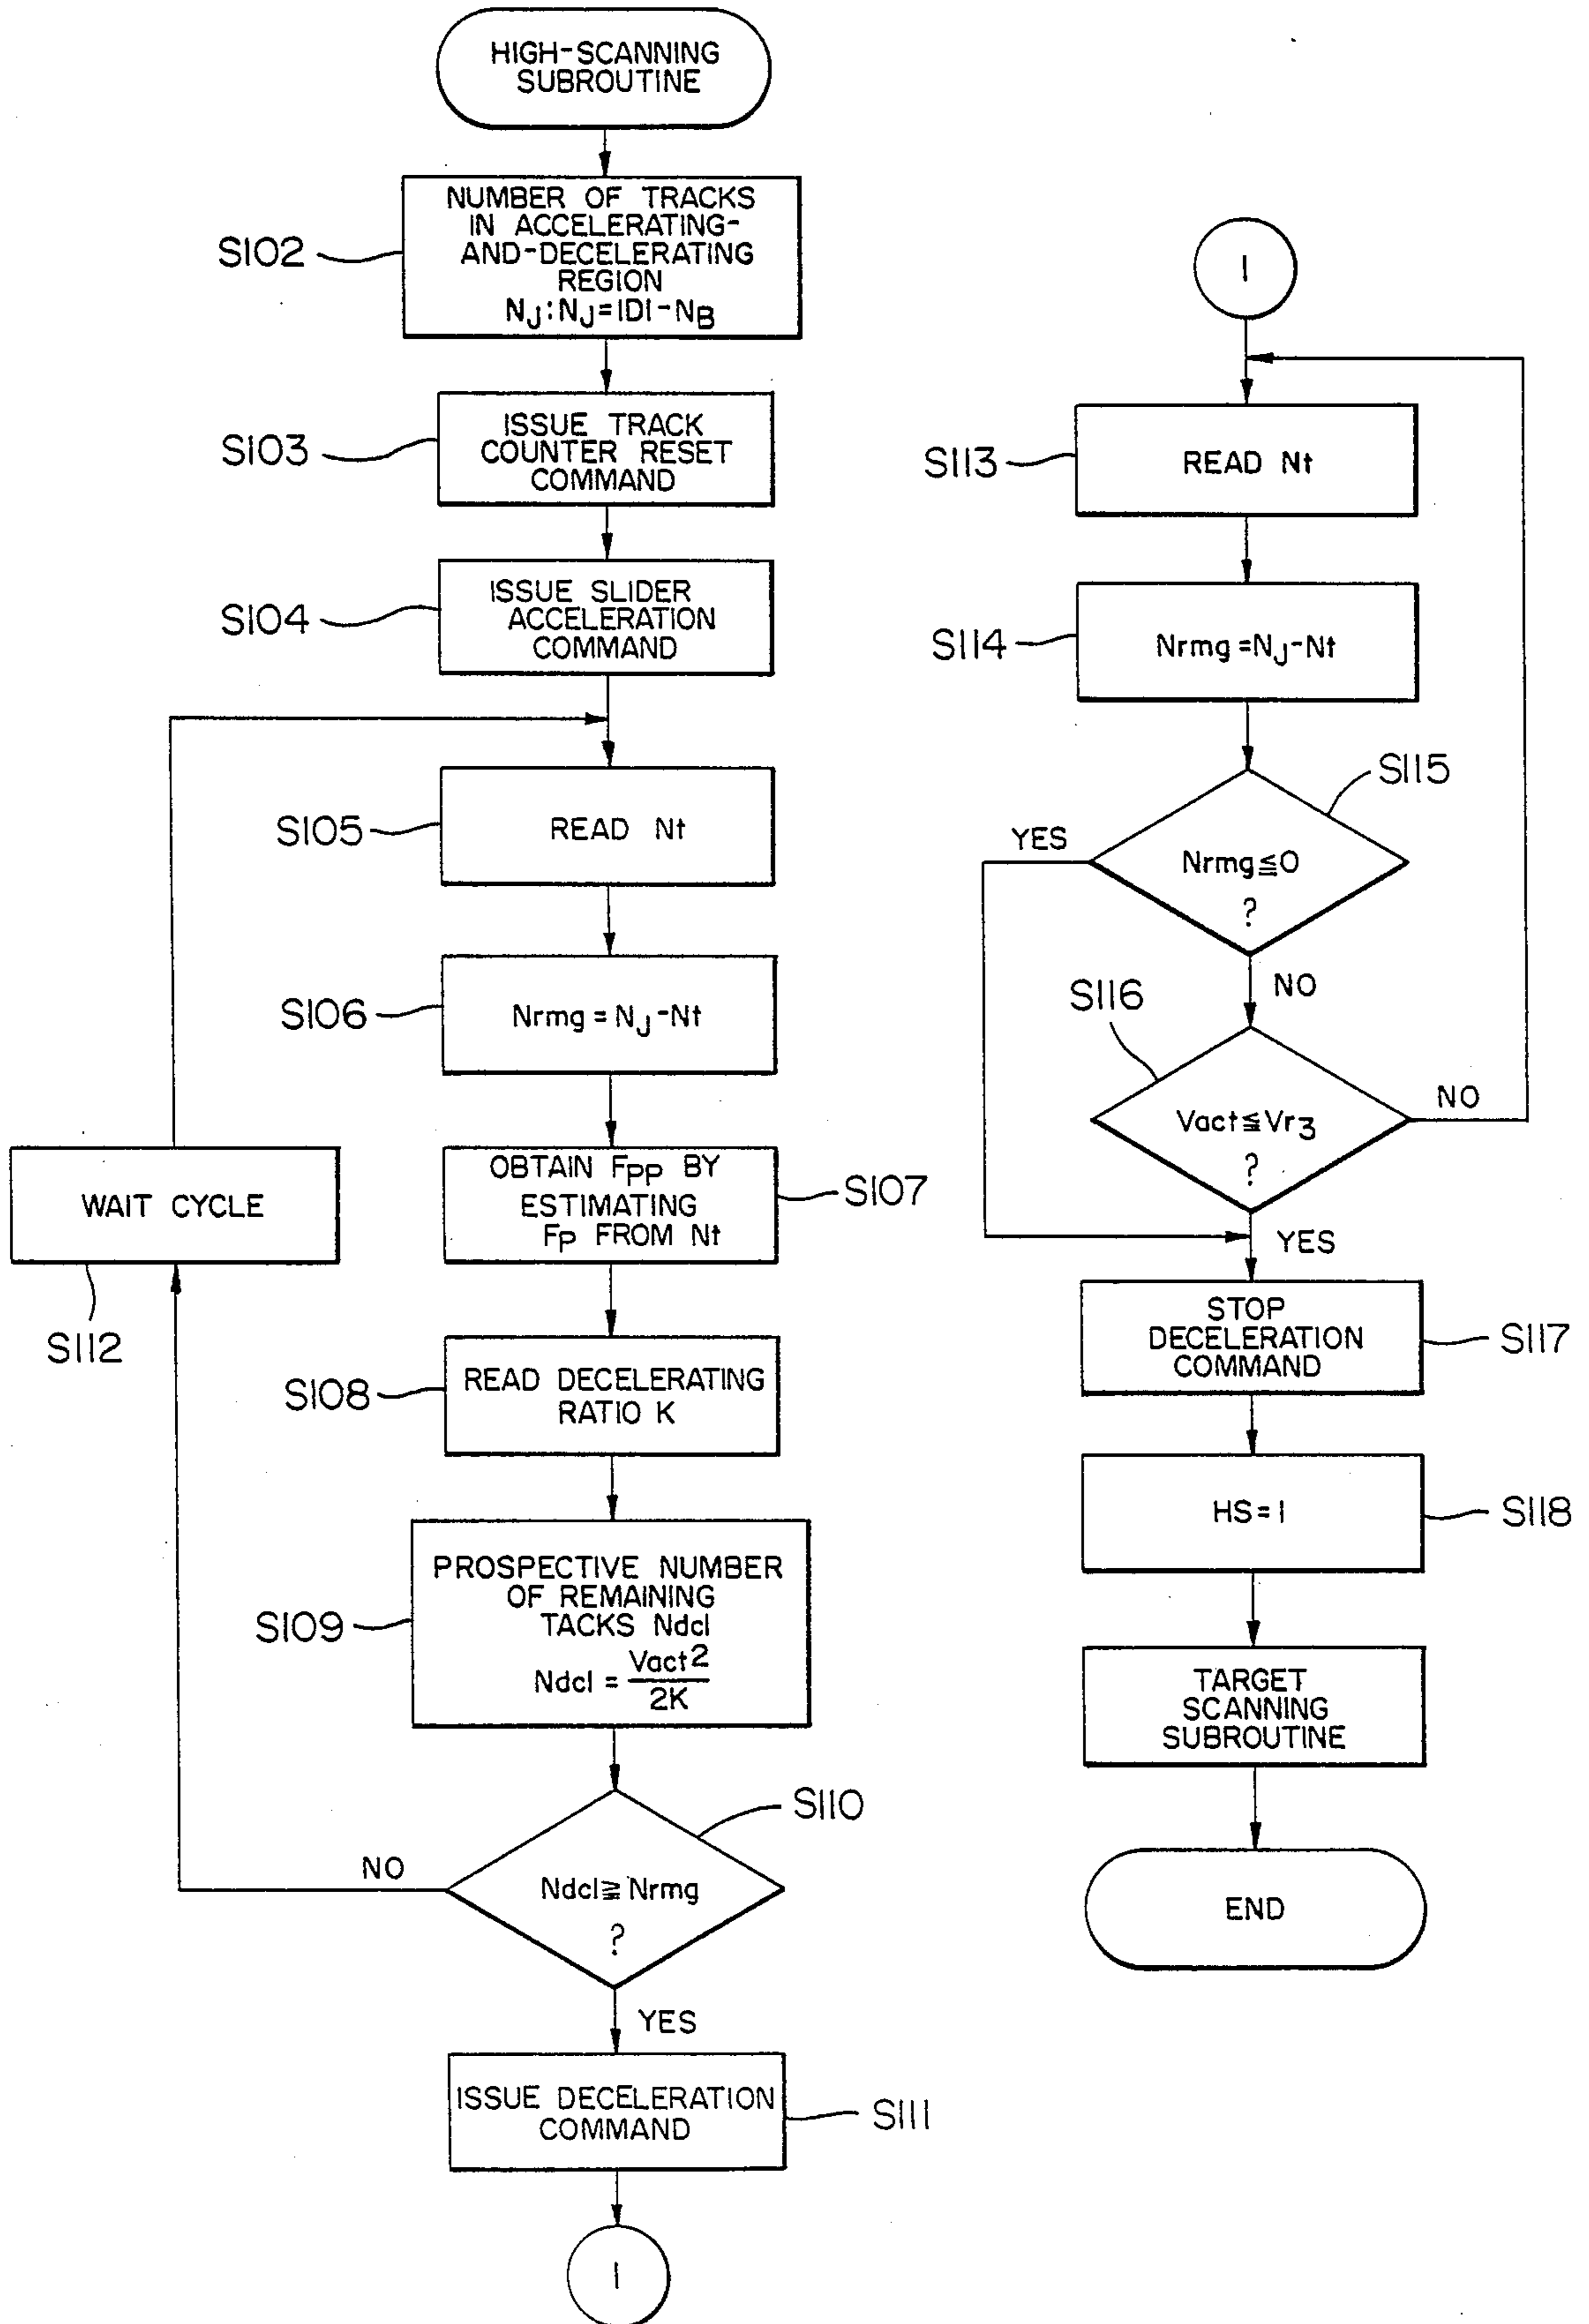 HIGH-SCANNING
SUBROUTINE
S102
NUMBER OF TRACKS
IN ACCELERATING-
AND-DECELERATING
REGION
NJ:NJ=|D|-NB
S103
ISSUE TRACK
COUNTER RESET
COMMAND
S104
ISSUE SLIDER
ACCELERATION
COMMAND
S105
READ Nt
S106
Nrmg=NJ-Nt
OBTAIN FPP BY
ESTIMATING
FP FROM Nt
S107
WAIT CYCLE
S112
S108
READ DECELERATING
RATIO K
S109
PROSPECTIVE NUMBER
OF REMAINING
TACKS Ndcl
Ndcl = Vact2
2K
S110
Ndcl≧Nrmg
?
NO
YES
ISSUE DECELERATION
COMMAND
S111
1
1
S113
READ Nt
S114
Nrmg=NJ-Nt
S115
YES
Nrmg≦0
?
NO
S116
Vact≦Vr3
?
NO
YES
STOP
DECELERATION
COMMAND
S117
HS=1
S118
TARGET
SCANNING
SUBROUTINE
END